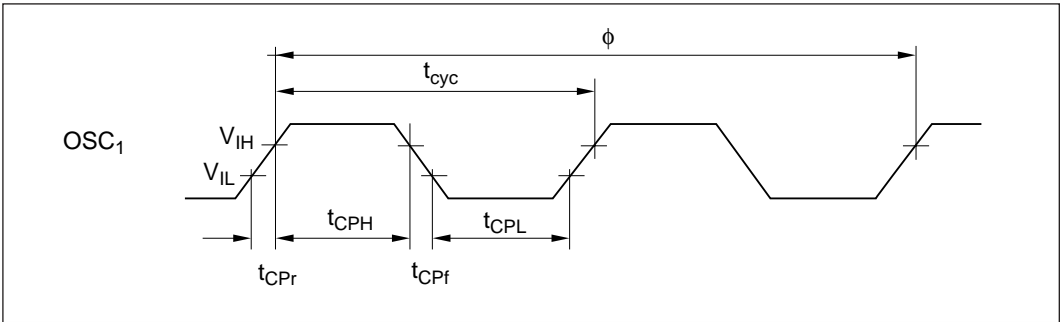 ϕ
tcyc
OSC1
VIH
VIL
tCPH
tCPL
tCPr
tCPf